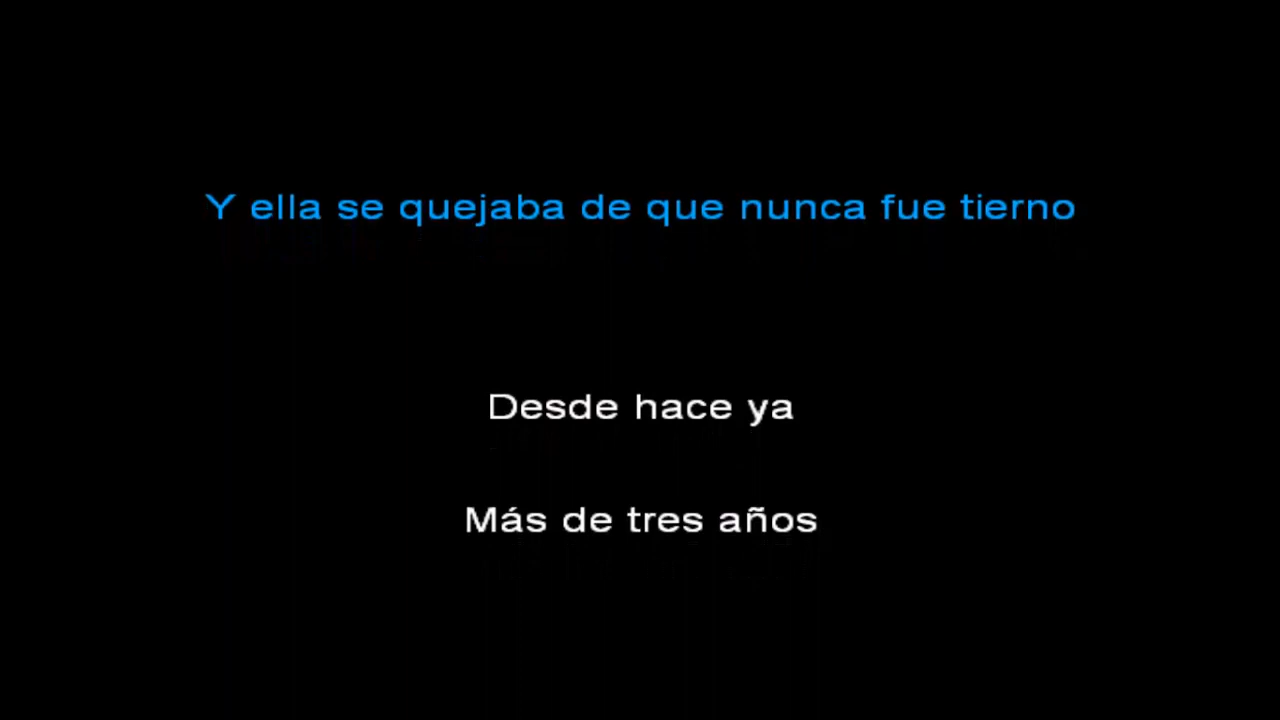 Y ella se quejaba de que nunca fue tierno
Desde hace ya
Más de tres años